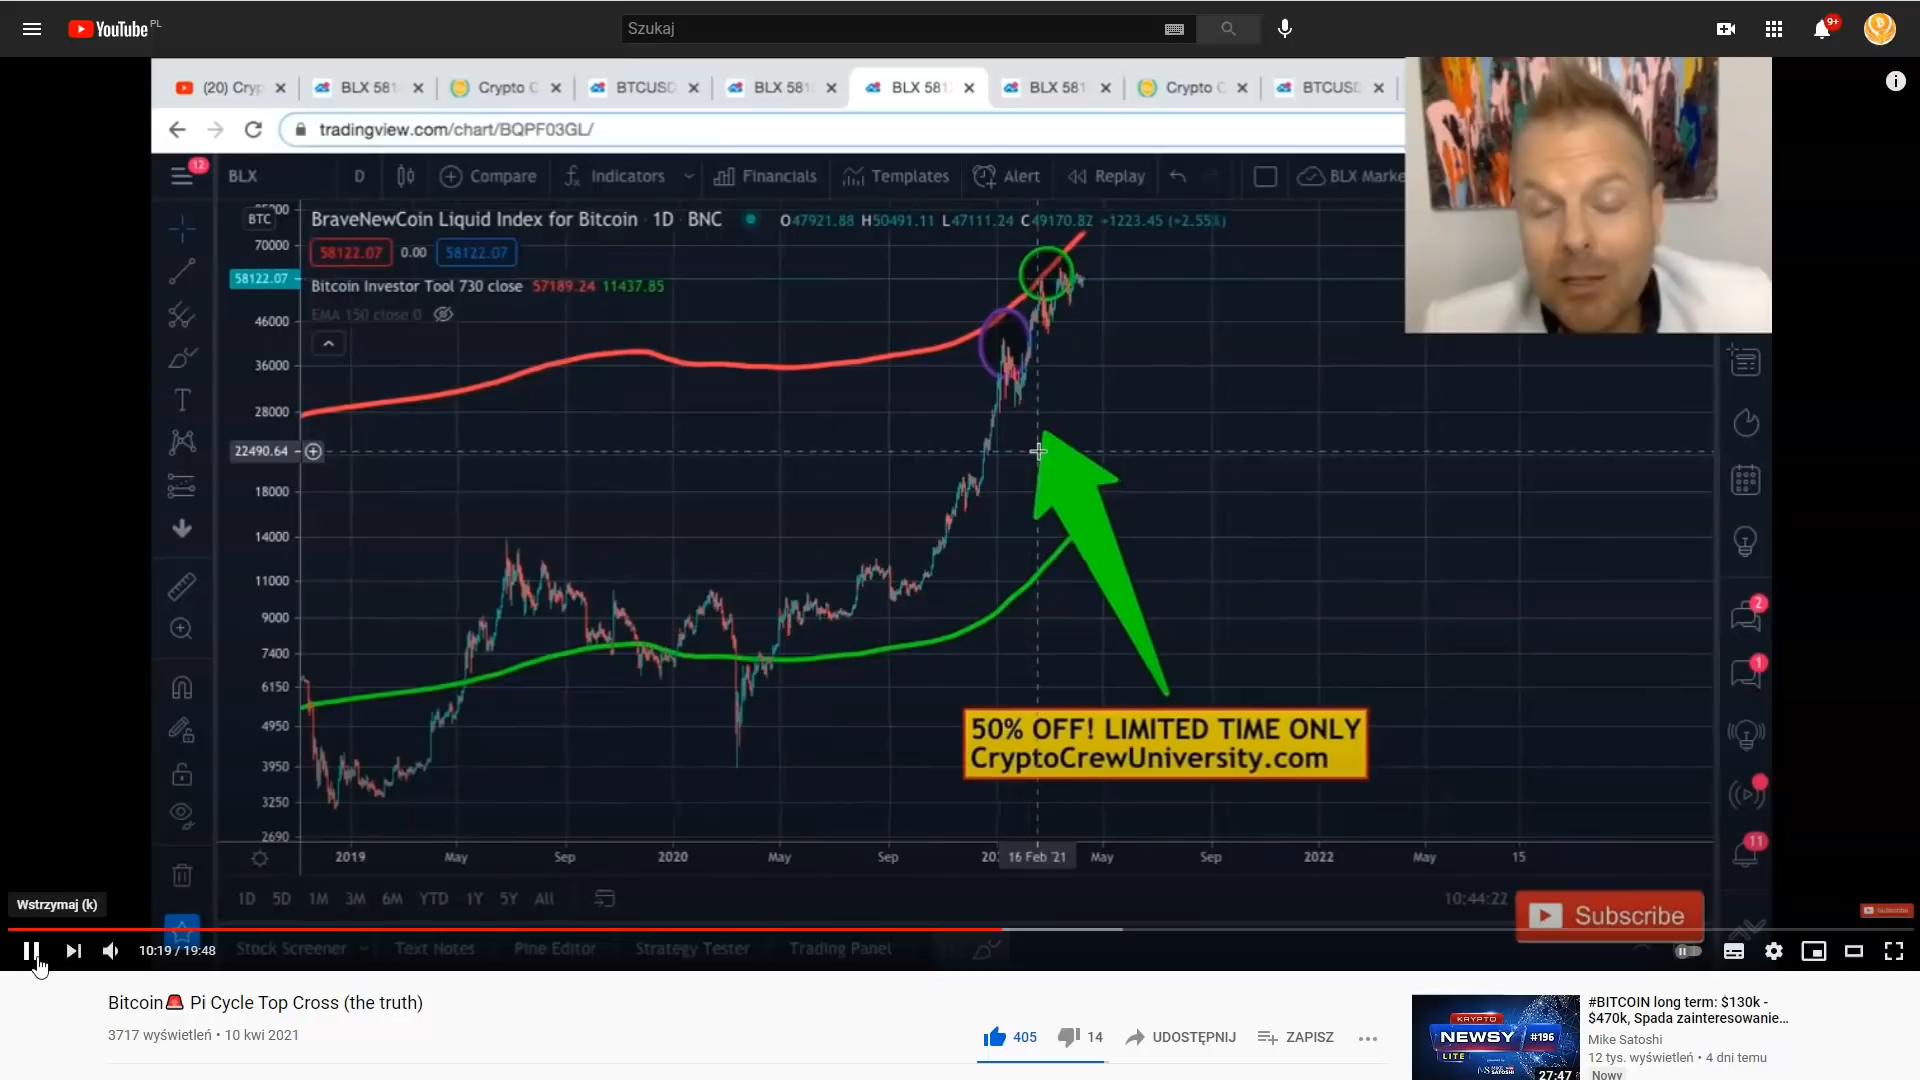 YouTube PL
Szukaj
9+
(20) Cryp
BLX 581
Crypto C
BTCUSD
BLX 581
BLX 581
BLX 581
Crypto C
BTCUSD
tradingview.com/chart/BQPF03GL/
12
BLX
D
Compare
Indicators
Financials
Templates
Alert
Replay
BLX Marke
BTC
BraveNewCoin Liquid Index for Bitcoin · 1D · BNC
O47921.88 H50491.11 L47111.24 C49170.82 +1223.45 (+2.55%)
58122.07 0.00 58122.07
Bitcoin Investor Tool 730 close 57189.24 11437.85
EMA 150 close 0
85000
70000
58122.07
46000
36000
28000
22490.64
18000
14000
11000
9000
7400
6150
4950
3950
3250
2690
50% OFF! LIMITED TIME ONLY
CryptoCrewUniversity.com
2
1
11
2019 May Sep 2020 May Sep 16 Feb '21 May Sep 2022 May 15
1D 5D 1M 3M 6M YTD 1Y 5Y All
10:44:22
Subscribe
Wstrzymaj (k)
10:19 / 19:48
Stock Screener Text Notes Pine Editor Strategy Tester Trading Panel
Bitcoin🚨 Pi Cycle Top Cross (the truth)
3717 wyświetleń • 10 kwi 2021
405
14
UDOSTĘPNIJ
ZAPISZ
KRYPTO
NEWSY
LITE
#196
MIKE SATOSHI
27:47
#BITCOIN long term: $130k -
$470k, Spada zainteresowanie...
Mike Satoshi
12 tys. wyświetleń • 4 dni temu
Nowy